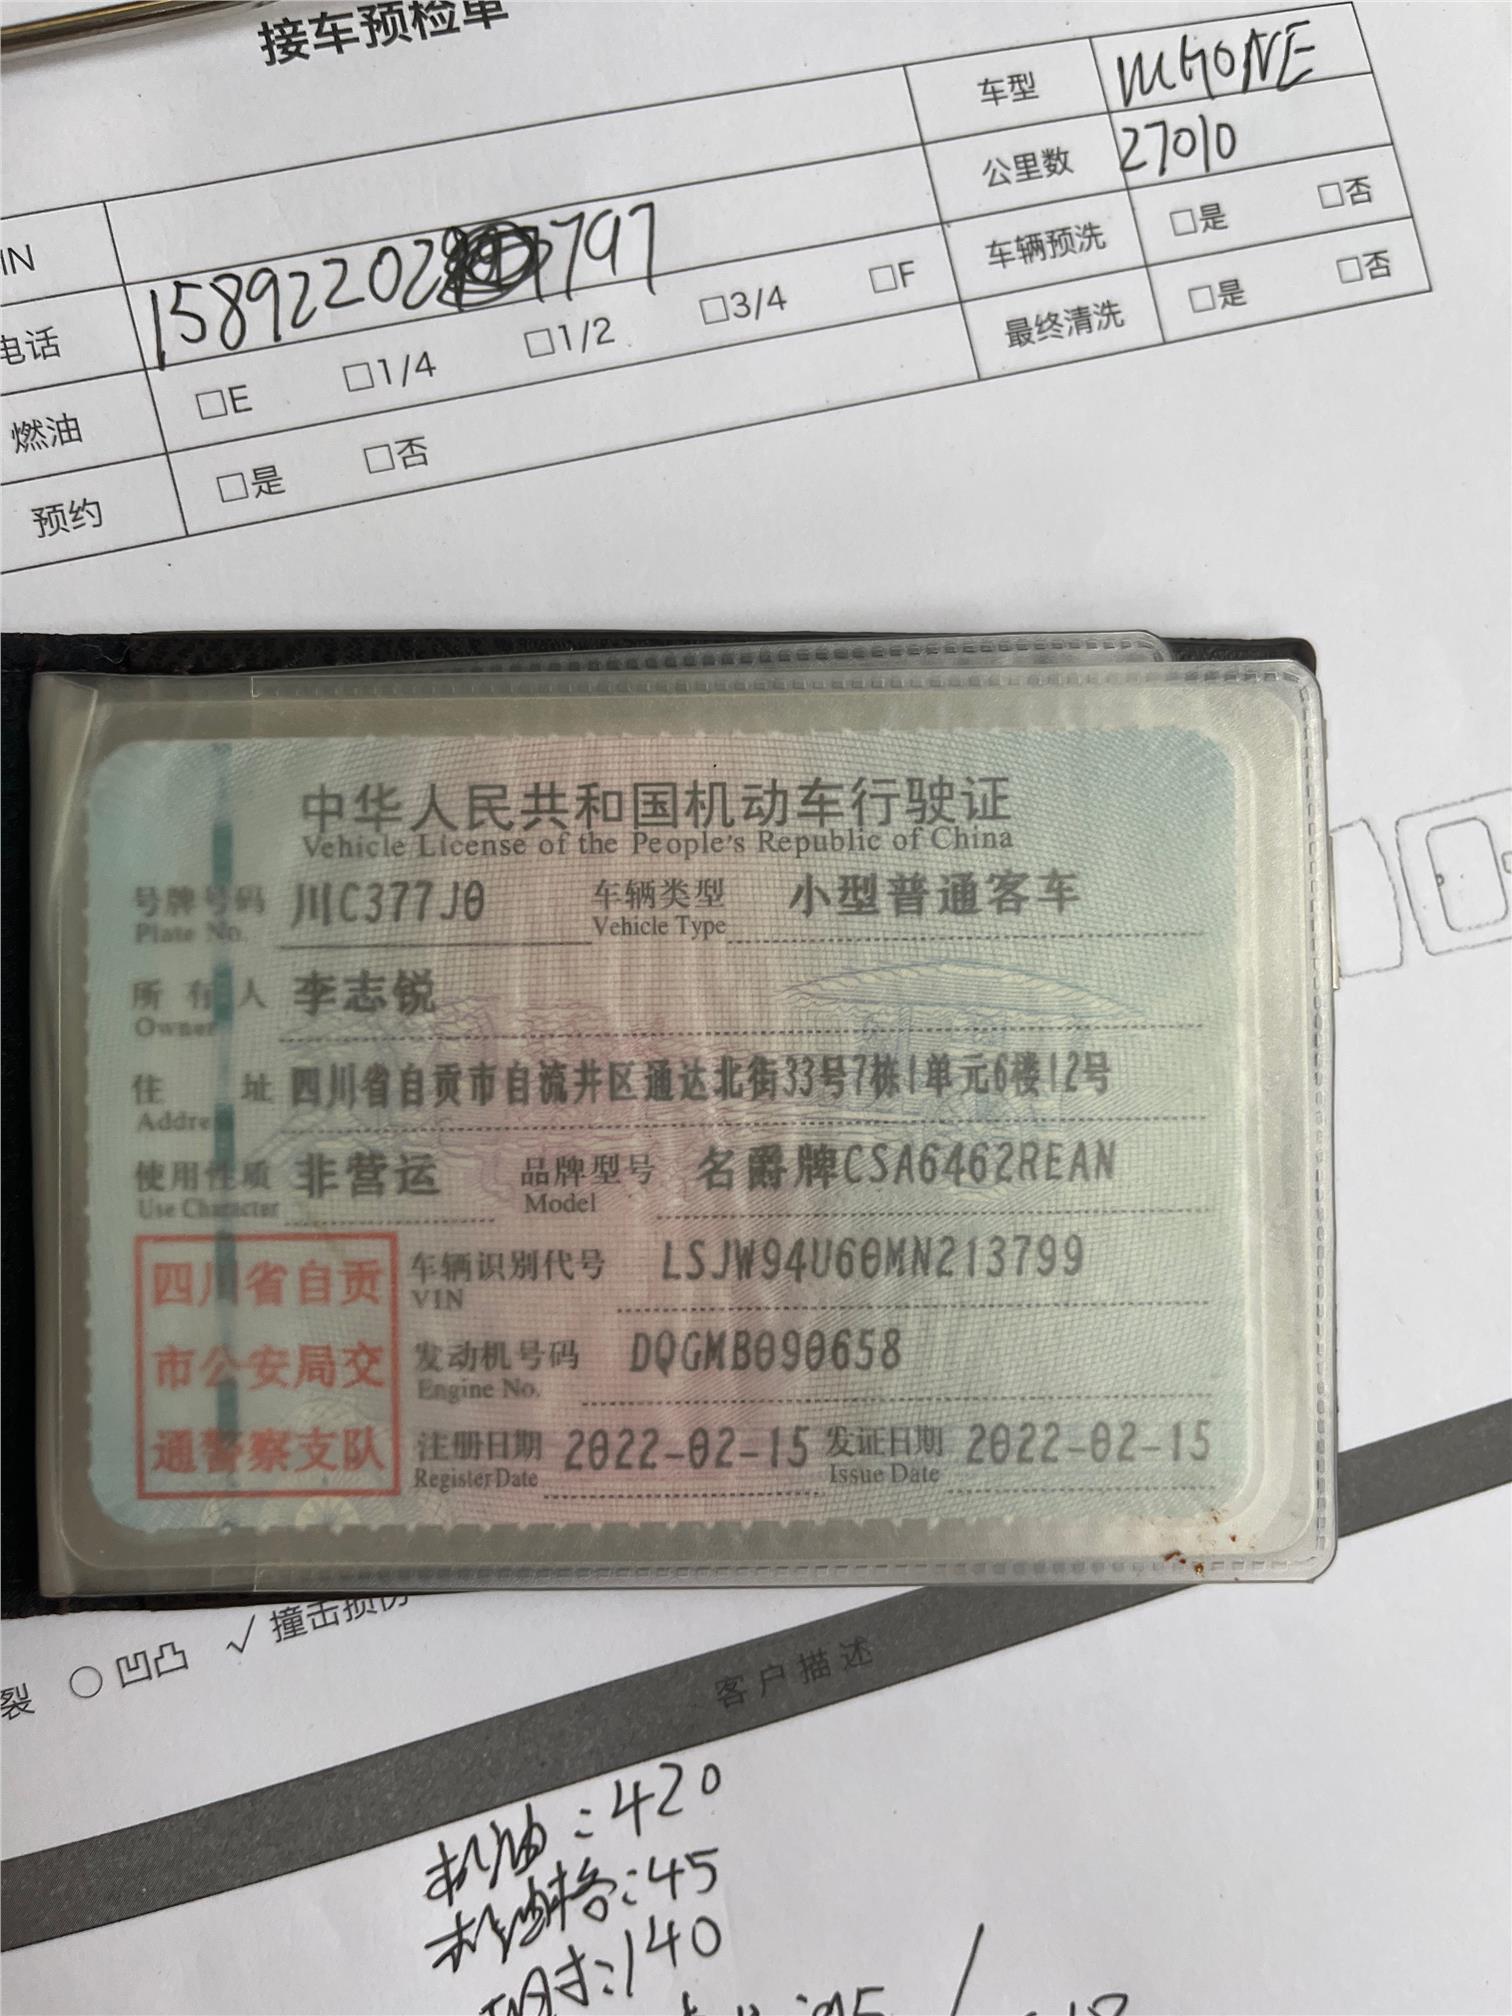 接车预检单
车型 MGONE
IN
公里数 27010
电话 15892202797
车辆预洗 □是 □否
燃油 □E □1/4 □1/2 □3/4 □F
最终清洗 □是 □否
预约 □是 □否
中华人民共和国机动车行驶证
Vehicle License of the People's Republic of China
号牌号码 川C377J0 车辆类型 小型普通客车
Plate No. Vehicle Type
所有人 李志锐
Owner
住址 四川省自贡市自流井区通达北街33号7栋1单元6楼12号
Address
使用性质 非营运 品牌型号 名爵牌CSA6462REAN
Use Character Model
四川省自贡
市公安局交
通警察支队
车辆识别代号 LSJW94U60MN213799
VIN
发动机号码 DQGMB090658
Engine No.
注册日期 2022-02-15 发证日期 2022-02-15
Register Date Issue Date
裂 ○凹凸 √撞击损伤
客户描述
机油:420
机油格:45
:140